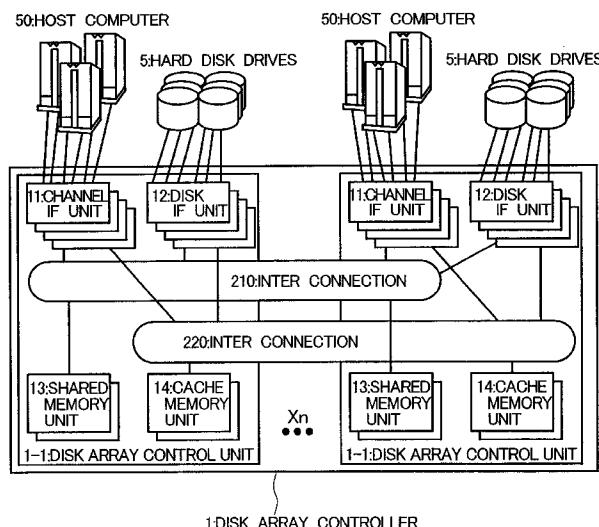 50:HOST COMPUTER
5:HARD DISK DRIVES
50:HOST COMPUTER
5:HARD DISK DRIVES
11:CHANNEL
IF UNIT
12:DISK
IF UNIT
11:CHANNEL
IF UNIT
12:DISK
IF UNIT
210:INTER CONNECTION
220:INTER CONNECTION
13:SHARED
MEMORY
UNIT
14:CACHE
MEMORY
UNIT
Xn
13:SHARED
MEMORY
UNIT
14:CACHE
MEMORY
UNIT
1-1:DISK ARRAY CONTROL UNIT
1-1:DISK ARRAY CONTROL UNIT
1:DISK ARRAY CONTROLLER